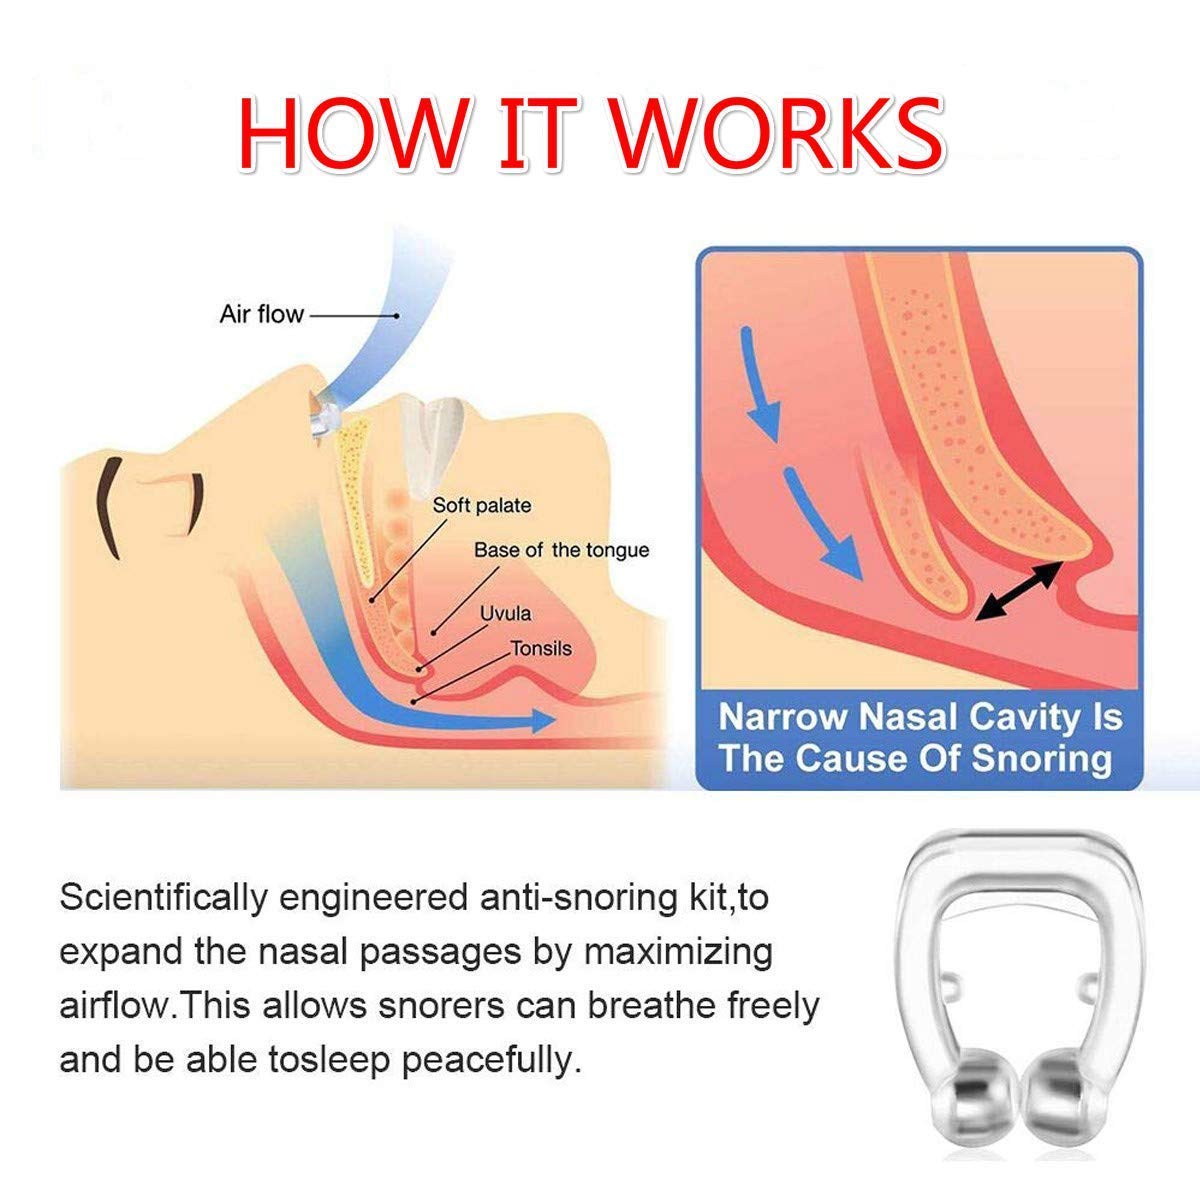 HOW IT WORKS
Air flow
Soft palate
Base of the tongue
Uvula
Tonsils
Narrow Nasal Cavity Is
The Cause Of Snoring
Scientifically engineered anti-snoring kit,to
expand the nasal passages by maximizing
airflow.This allows snorers can breathe freely
and be able tosleep peacefully.